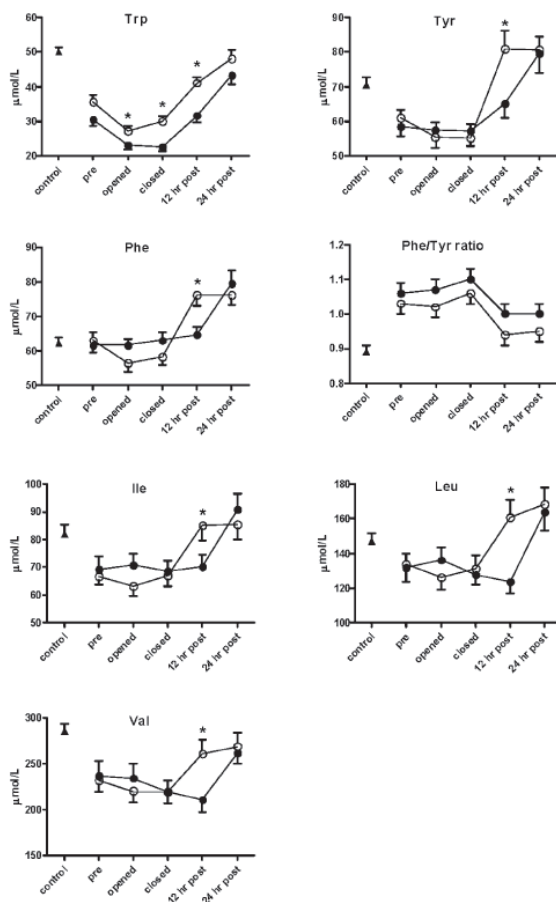 Trp
μmol/L
60
50
40
30
20
*
*
*
control
pre
opened
closed
12 hr post
24 hr post
Tyr
μmol/L
90
80
70
60
50
*
control
pre
opened
closed
12 hr post
24 hr post
Phe
μmol/L
90
80
70
60
50
*
control
pre
opened
closed
12 hr post
24 hr post
Phe/Tyr ratio
1.2
1.1
1.0
0.9
0.8
control
pre
opened
closed
12 hr post
24 hr post
Ile
μmol/L
100
90
80
70
60
50
*
control
pre
opened
closed
12 hr post
24 hr post
Leu
μmol/L
180
160
140
120
100
*
control
pre
opened
closed
12 hr post
24 hr post
Val
μmol/L
300
250
200
150
*
control
pre
opened
closed
12 hr post
24 hr post